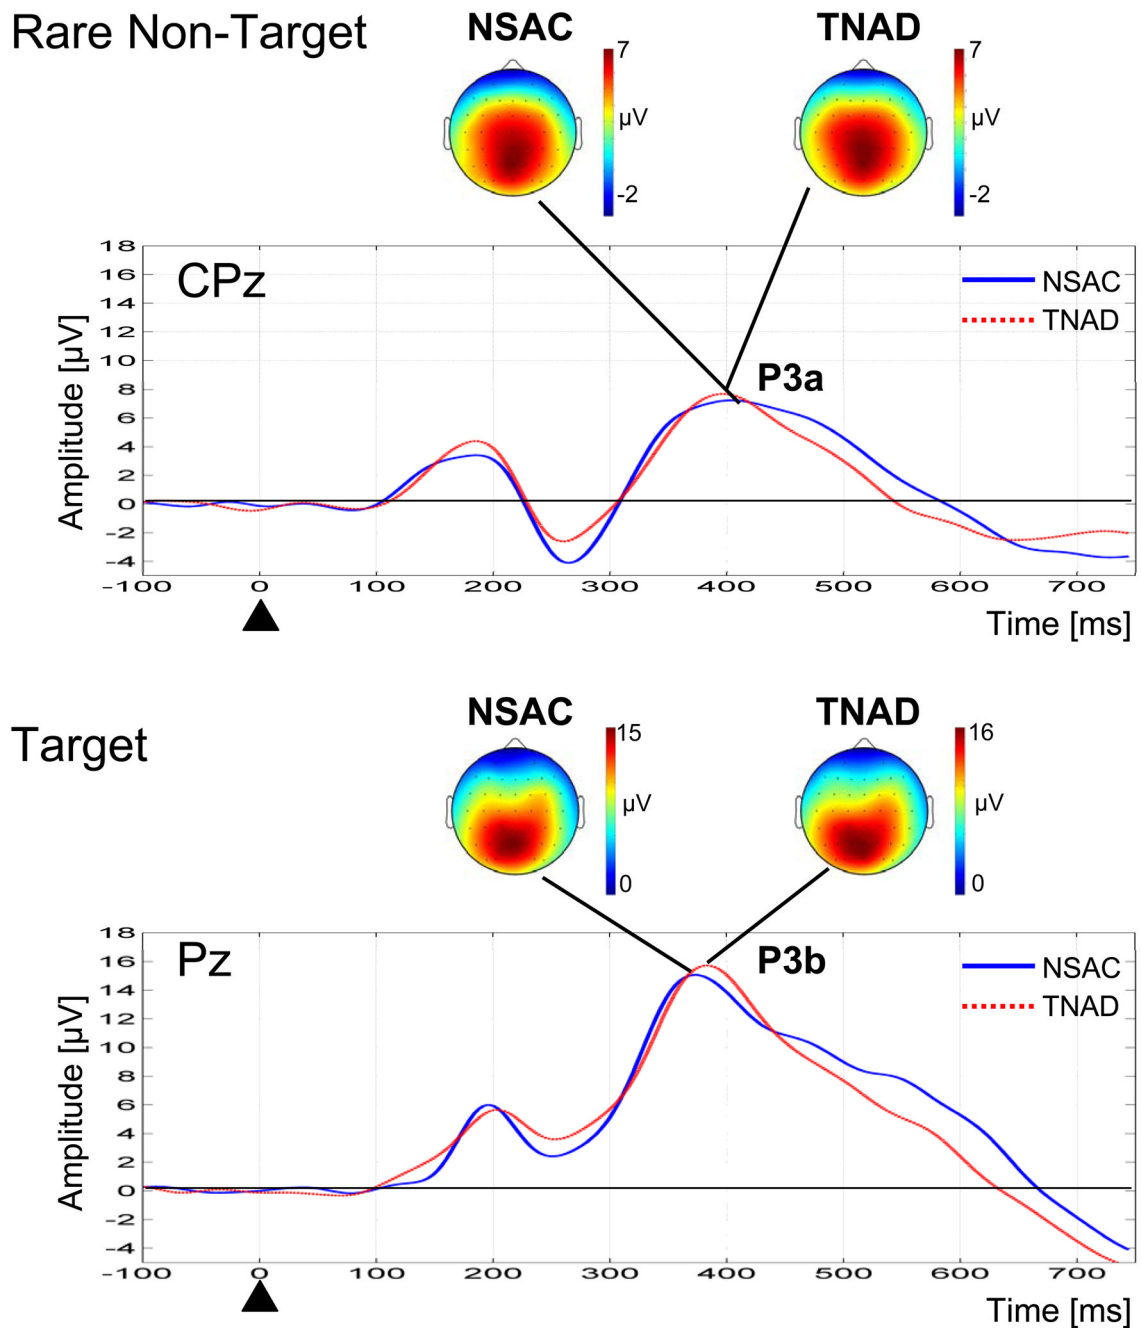 Rare Non-Target
NSAC
TNAD
7
µV
-2
7
µV
-2
18
16
14
12
10
8
6
4
2
0
-2
-4
Amplitude [µV]
CPz
NSAC
TNAD
P3a
-100
0
100
200
300
400
500
600
700
Time [ms]
Target
NSAC
TNAD
15
µV
0
16
µV
0
18
16
14
12
10
8
6
4
2
0
-2
-4
Amplitude [µV]
Pz
P3b
NSAC
TNAD
-100
0
100
200
300
400
500
600
700
Time [ms]